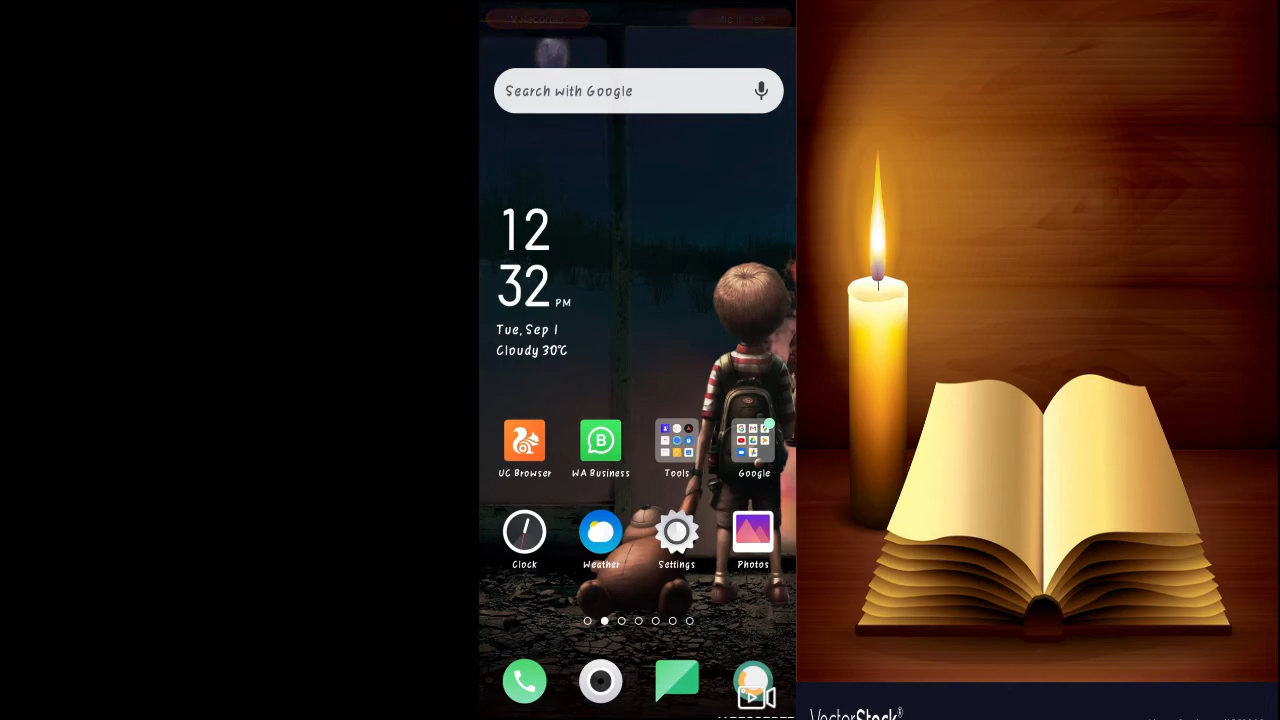 Search with Google
12
32 PM
Tue, Sep 1
Cloudy 30°C
UC Browser
WA Business
Tools
Google
Clock
Weather
Settings
Photos
VectorStock®